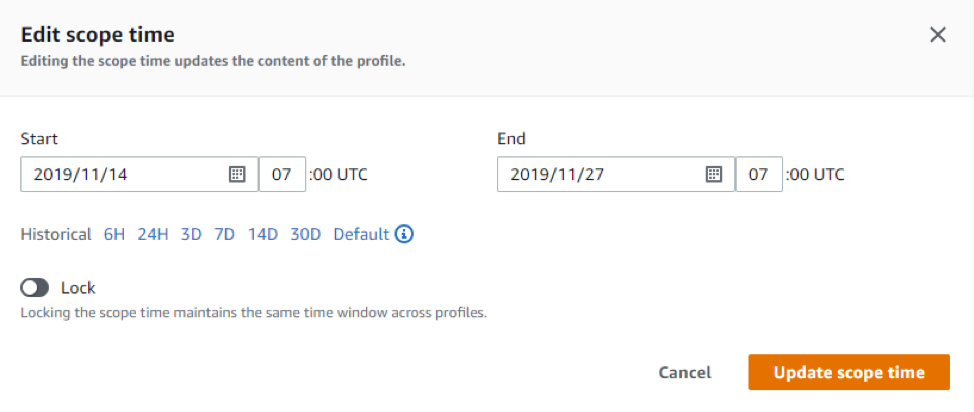 Edit scope time
Editing the scope time updates the content of the profile.
Start
End
2019/11/14 07 :00 UTC
2019/11/27 07 :00 UTC
Historical 6H 24H 3D 7D 14D 30D Default
Lock
Locking the scope time maintains the same time window across profiles.
Cancel Update scope time